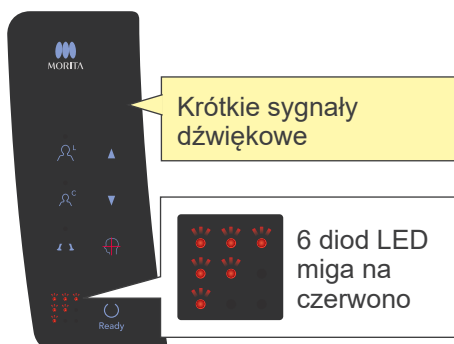 MORITA
Krótkie sygnały
dźwiękowe
L
C
6 diod LED
miga na
czerwono
Ready